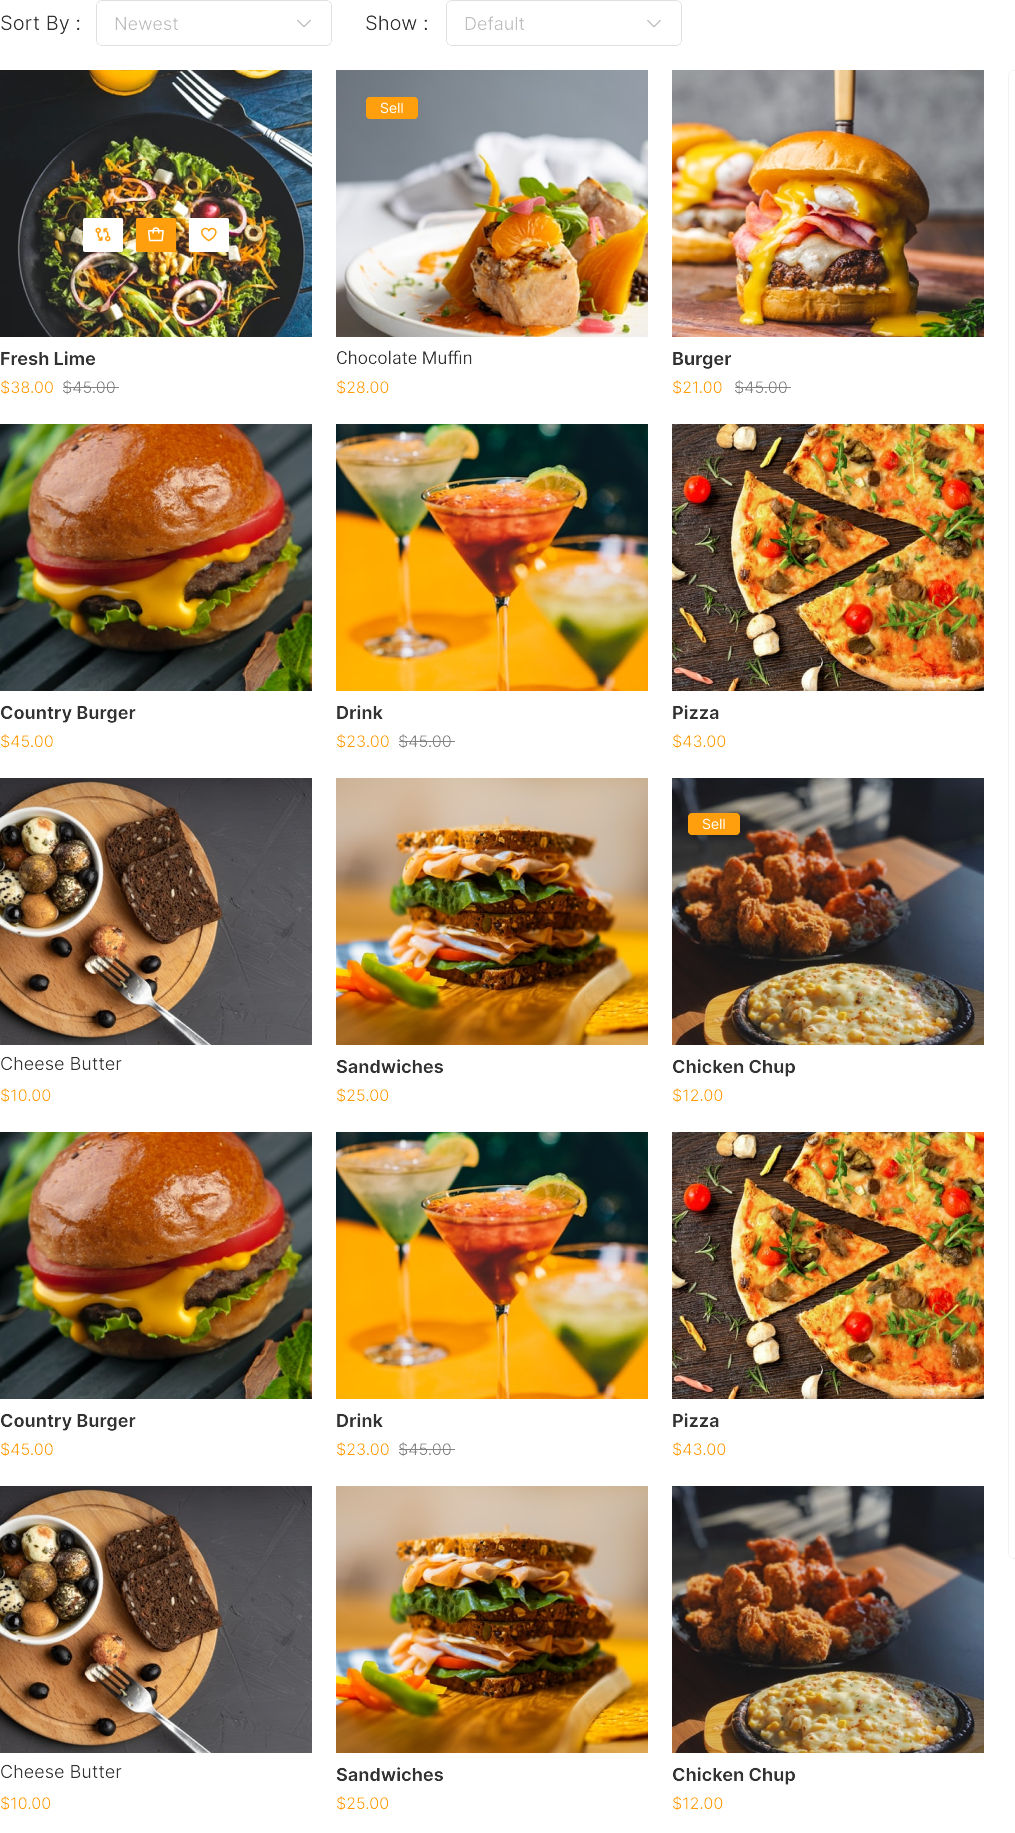 Sort By : Newest Show : Default
Sell
Fresh Lime Chocolate Muffin Burger
$38.00 $45.00 $28.00 $21.00 $45.00
Country Burger Drink Pizza
$45.00 $23.00 $45.00 $43.00
Sell
Cheese Butter Sandwiches Chicken Chup
$10.00 $25.00 $12.00
Country Burger Drink Pizza
$45.00 $23.00 $45.00 $43.00
Cheese Butter Sandwiches Chicken Chup
$10.00 $25.00 $12.00